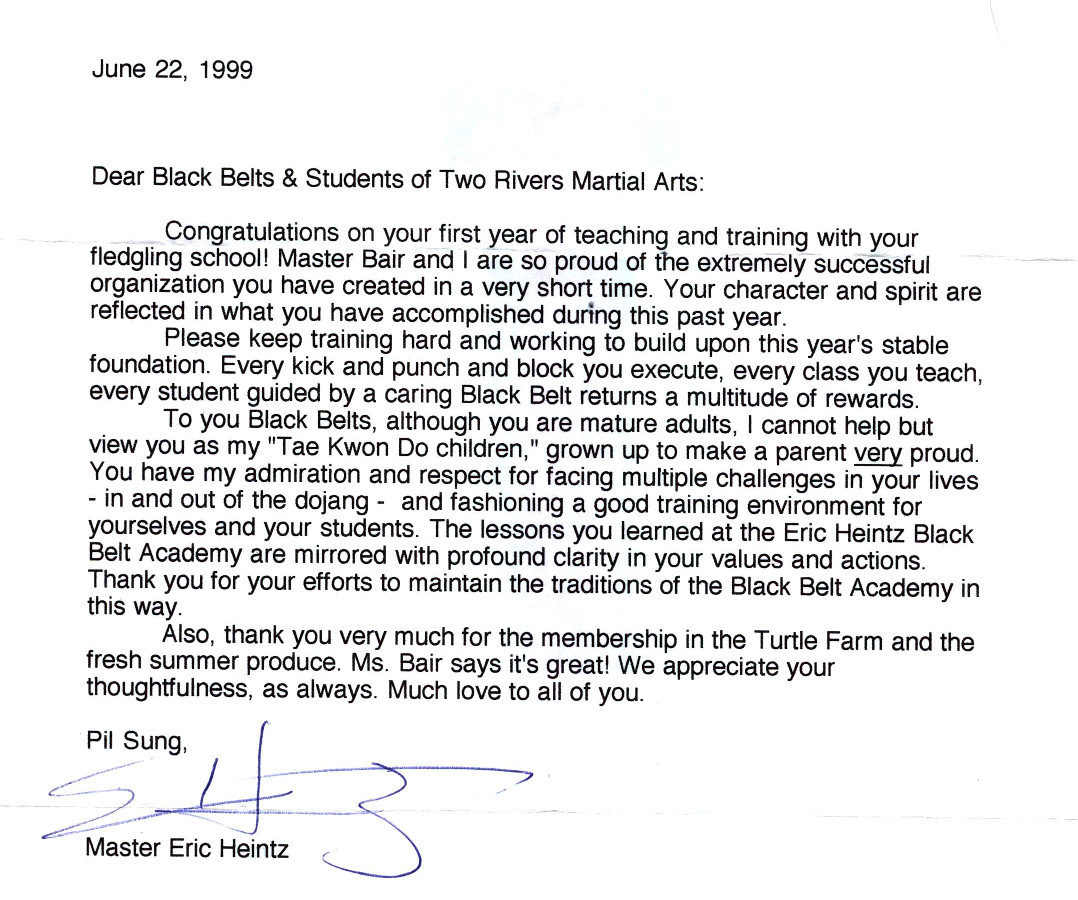 June 22, 1999
Dear Black Belts & Students of Two Rivers Martial Arts:
Congratulations on your first year of teaching and training with your
fledgling school! Master Bair and I are so proud of the extremely successful
organization you have created in a very short time. Your character and spirit are
reflected in what you have accomplished during this past year.
Please keep training hard and working to build upon this year's stable
foundation. Every kick and punch and block you execute, every class you teach,
every student guided by a caring Black Belt returns a multitude of rewards.
To you Black Belts, although you are mature adults, I cannot help but
view you as my "Tae Kwon Do children," grown up to make a parent very proud.
You have my admiration and respect for facing multiple challenges in your lives
- in and out of the dojang -  and fashioning a good training environment for
yourselves and your students. The lessons you learned at the Eric Heintz Black
Belt Academy are mirrored with profound clarity in your values and actions.
Thank you for your efforts to maintain the traditions of the Black Belt Academy in
this way.
Also, thank you very much for the membership in the Turtle Farm and the
fresh summer produce. Ms. Bair says it's great! We appreciate your
thoughtfulness, as always. Much love to all of you.
Pil Sung,
Master Eric Heintz